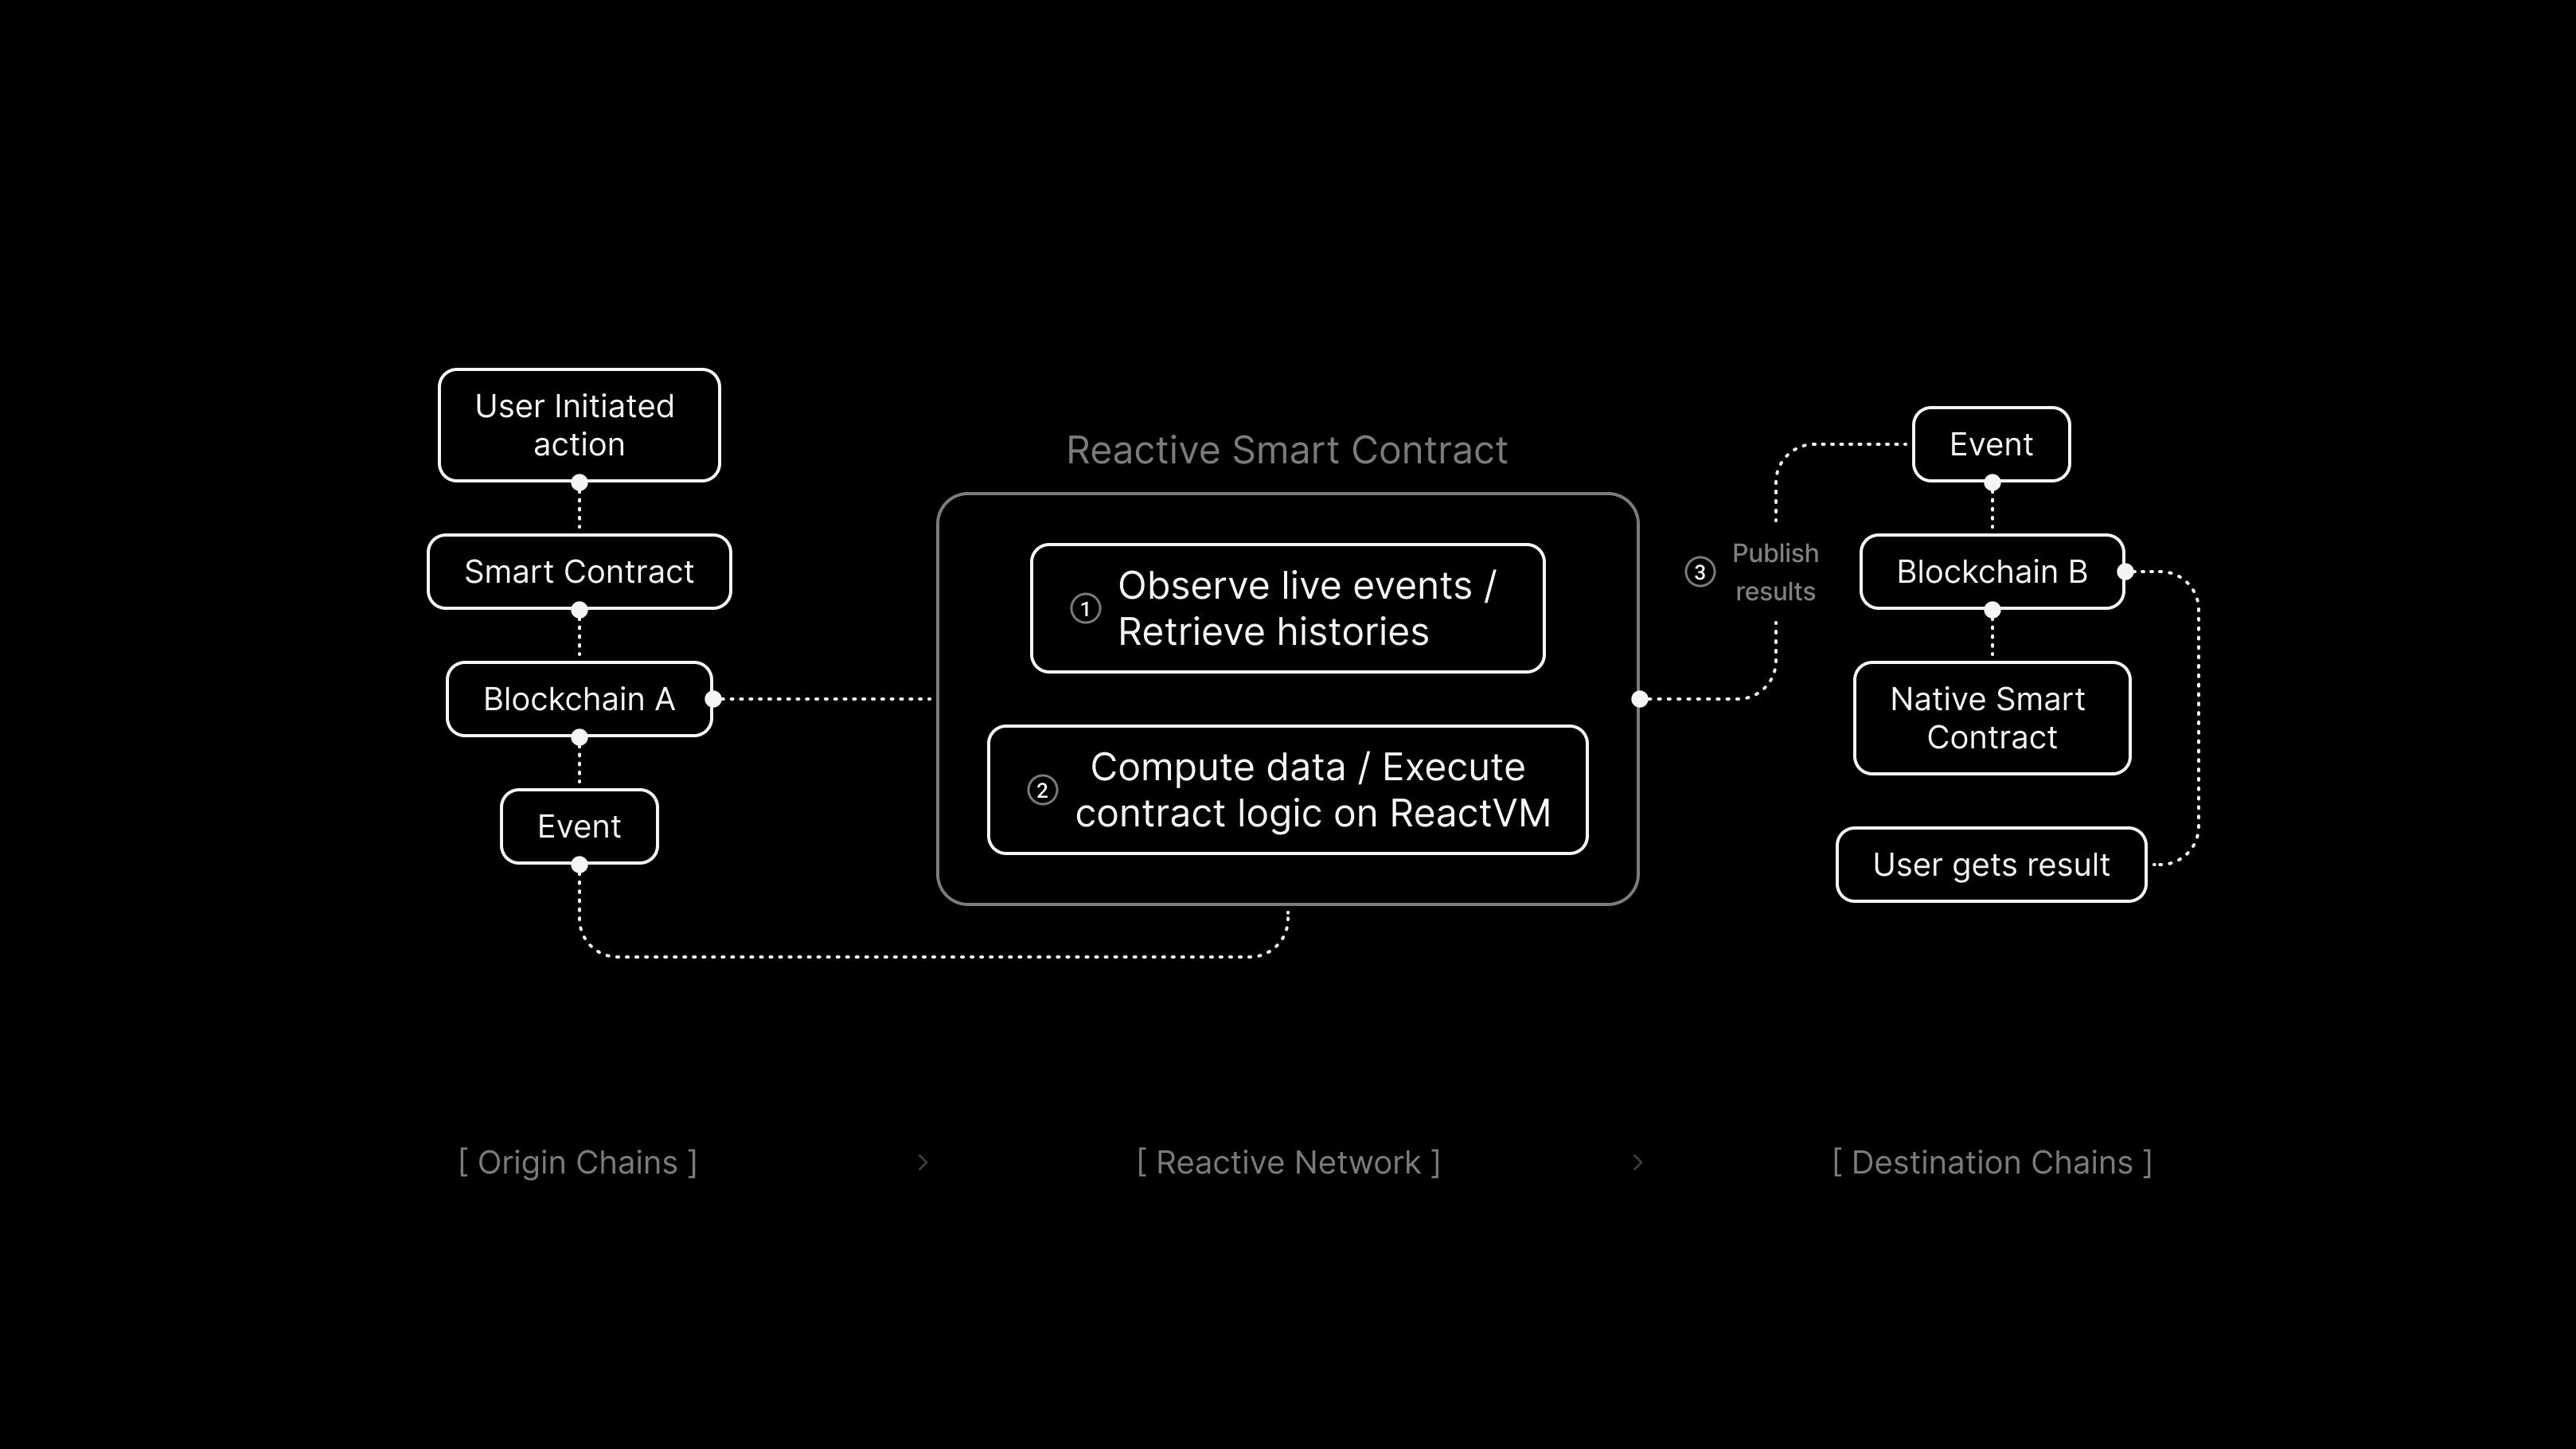 User Initiated
action
Smart Contract
Blockchain A
Event
Reactive Smart Contract
1 Observe live events /
Retrieve histories
2 Compute data / Execute
contract logic on ReactVM
3 Publish
results
Event
Blockchain B
Native Smart
Contract
User gets result
[ Origin Chains ] > [ Reactive Network ] > [ Destination Chains ]